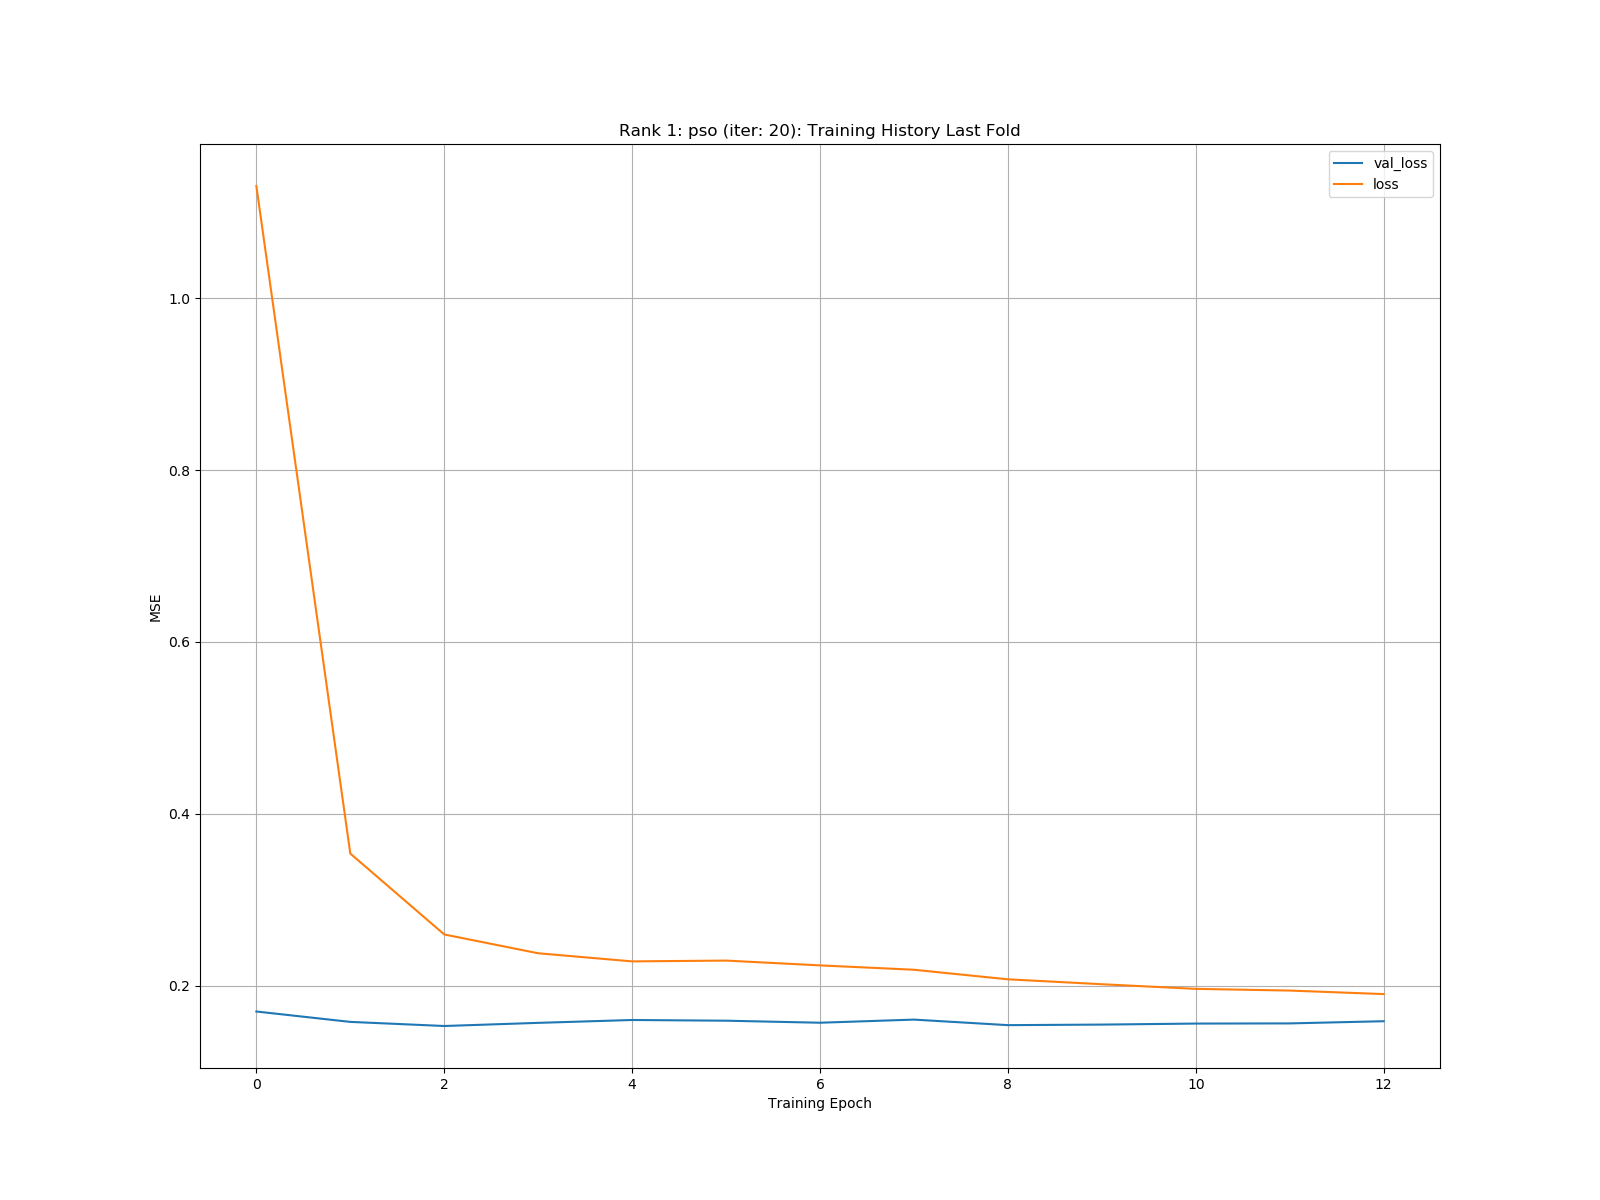 Rank 1: pso (iter: 20): Training History Last Fold
val_loss
loss
1.0
0.8
0.6
0.4
0.2
MSE
0 2 4 6 8 10 12
Training Epoch